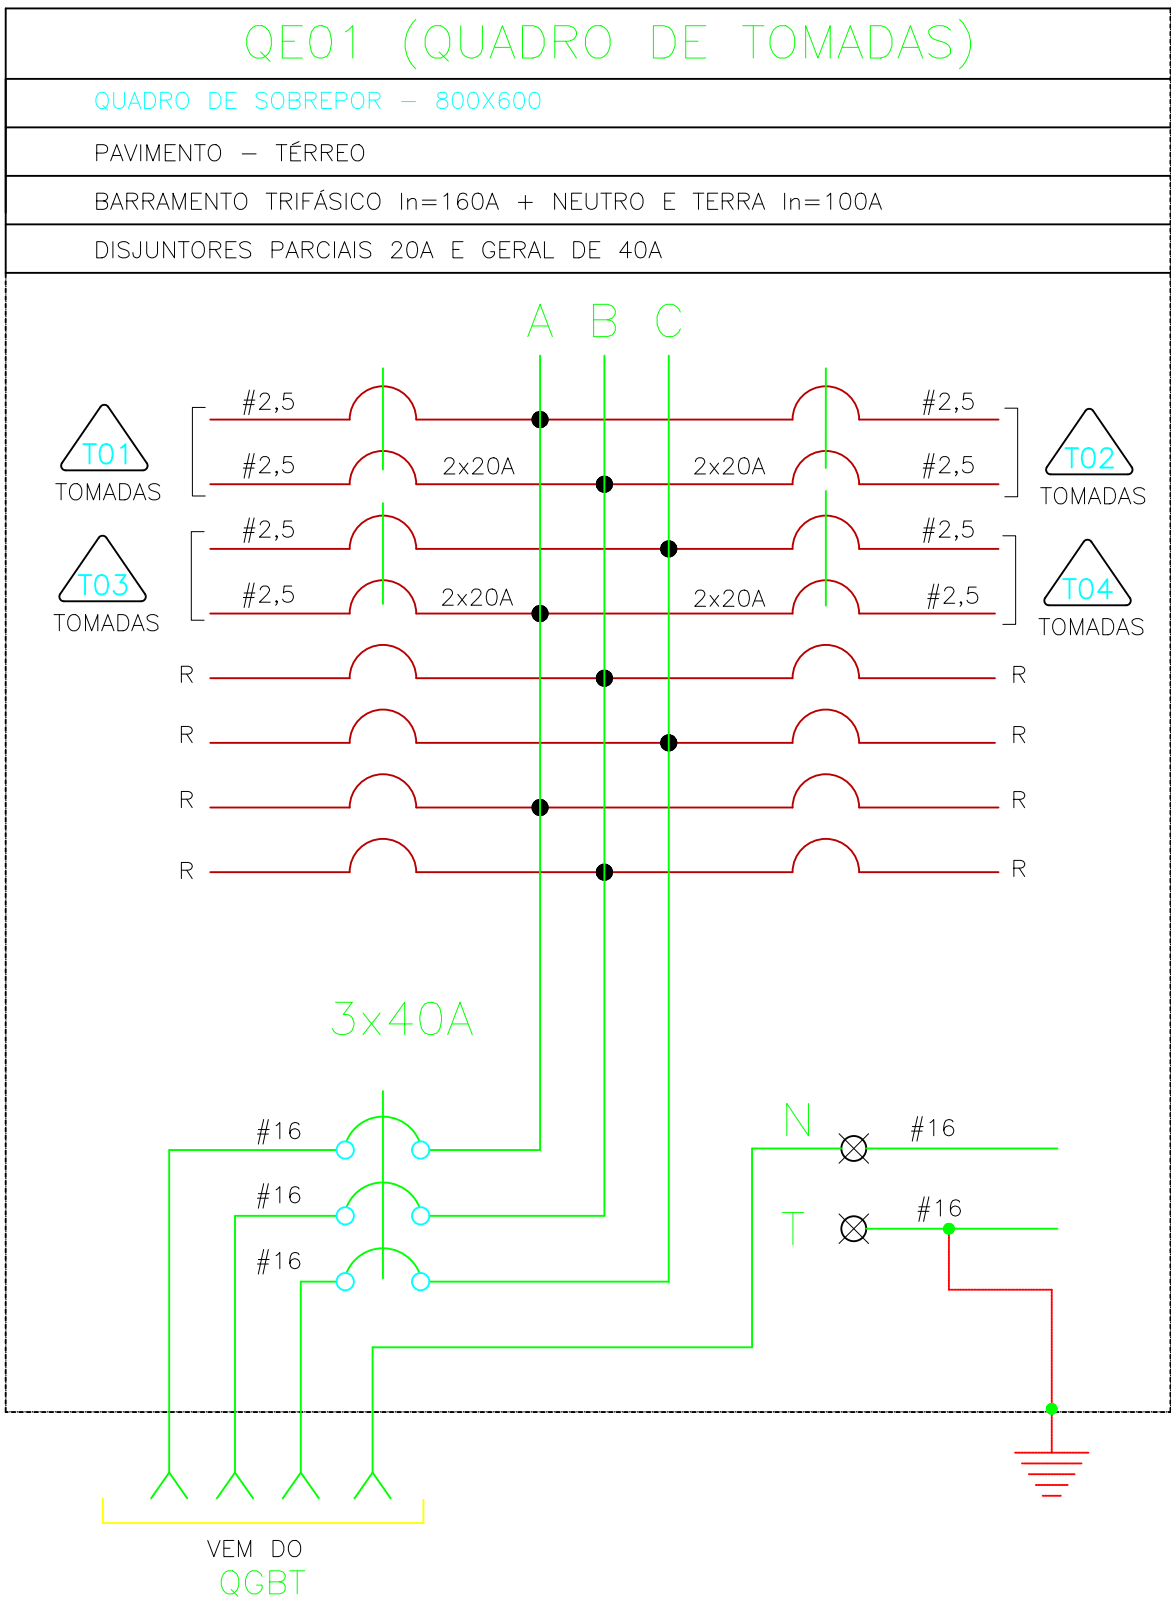 QE01 (QUADRO DE TOMADAS)
QUADRO DE SOBREPOR - 800X600
PAVIMENTO - TÉRREO
BARRAMENTO TRIFÁSICO In=160A + NEUTRO E TERRA In=100A
DISJUNTORES PARCIAIS 20A E GERAL DE 40A
A B C
#2,5 #2,5
T01 #2,5 2x20A 2x20A #2,5 T02
TOMADAS TOMADAS
#2,5 #2,5
T03 #2,5 2x20A 2x20A #2,5 T04
TOMADAS TOMADAS
R R
R R
R R
R R
3x40A
#16 N #16
#16 T #16
#16
VEM DO
QGBT